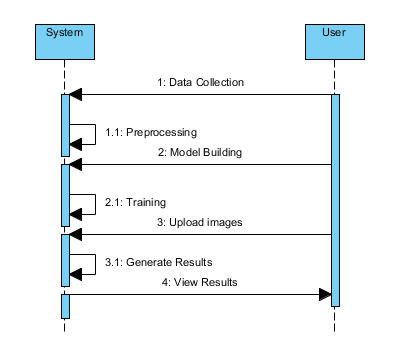 System
User
1: Data Collection
1.1: Preprocessing
2: Model Building
2.1: Training
3: Upload images
3.1: Generate Results
4: View Results